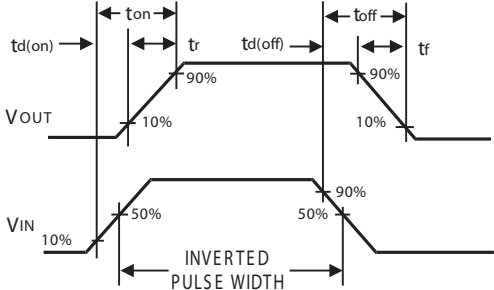 ton
toff
td(on)
tr
td(off)
tf
90%
90%
VOUT
10%
10%
90%
50%
50%
VIN
10%
INVERTED
PULSE WIDTH